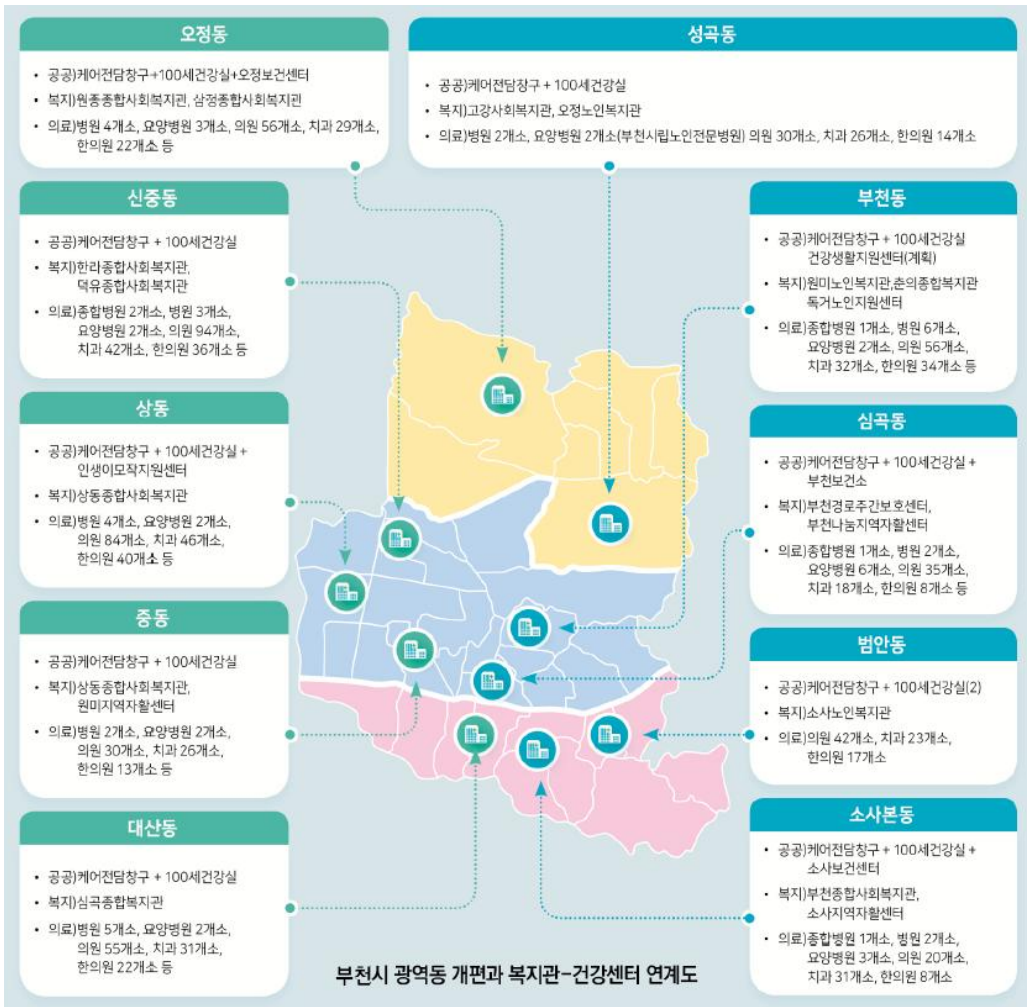 오정동
• 공공)케어전담창구+100세건강실+오정보건센터
• 복지)원종종합사회복지관, 삼정종합사회복지관
• 의료)병원 4개소, 요양병원 3개소, 의원 56개소, 치과 29개소,
한의원 22개소 등
성곡동
• 공공)케어전담창구 + 100세건강실
• 복지)고강사회복지관, 오정노인복지관
• 의료)병원 2개소, 요양병원 2개소(부천시립노인전문병원) 의원 30개소, 치과 26개소, 한의원 14개소
신중동
• 공공)케어전담창구 + 100세건강실
• 복지)한라종합사회복지관,
덕유종합사회복지관
• 의료)종합병원 2개소, 병원 3개소,
요양병원 2개소, 의원 94개소,
치과 42개소, 한의원 36개소 등
부천동
• 공공)케어전담창구 + 100세건강실
건강생활지원센터(계획)
• 복지)원미노인복지관,춘의종합복지관
독거노인지원센터
• 의료)종합병원 1개소, 병원 6개소,
요양병원 2개소, 의원 56개소,
치과 32개소, 한의원 34개소 등
상동
• 공공)케어전담창구 + 100세건강실 +
인생이모작지원센터
• 복지)상동종합사회복지관
• 의료)병원 4개소, 요양병원 2개소,
의원 84개소, 치과 46개소,
한의원 40개소 등
심곡동
• 공공)케어전담창구 + 100세건강실 +
부천보건소
• 복지)부천경로주간보호센터,
부천나눔지역자활센터
• 의료)종합병원 1개소, 병원 2개소,
요양병원 6개소, 의원 35개소,
치과 18개소, 한의원 8개소 등
중동
• 공공)케어전담창구 + 100세건강실
• 복지)상동종합사회복지관,
원미지역자활센터
• 의료)병원 2개소, 요양병원 2개소,
의원 30개소, 치과 26개소,
한의원 13개소 등
범안동
• 공공)케어전담창구 + 100세건강실(2)
• 복지)소사노인복지관
• 의료)의원 42개소, 치과 23개소,
한의원 17개소
대산동
• 공공)케어전담창구 + 100세건강실
• 복지)심곡종합복지관
• 의료)병원 5개소, 요양병원 2개소,
의원 55개소, 치과 31개소,
한의원 22개소 등
소사본동
• 공공)케어전담창구 + 100세건강실 +
소사보건센터
• 복지)부천종합사회복지관,
소사지역자활센터
• 의료)종합병원 1개소, 병원 2개소,
요양병원 3개소, 의원 20개소,
치과 31개소, 한의원 8개소
부천시 광역동 개편과 복지관-건강센터 연계도